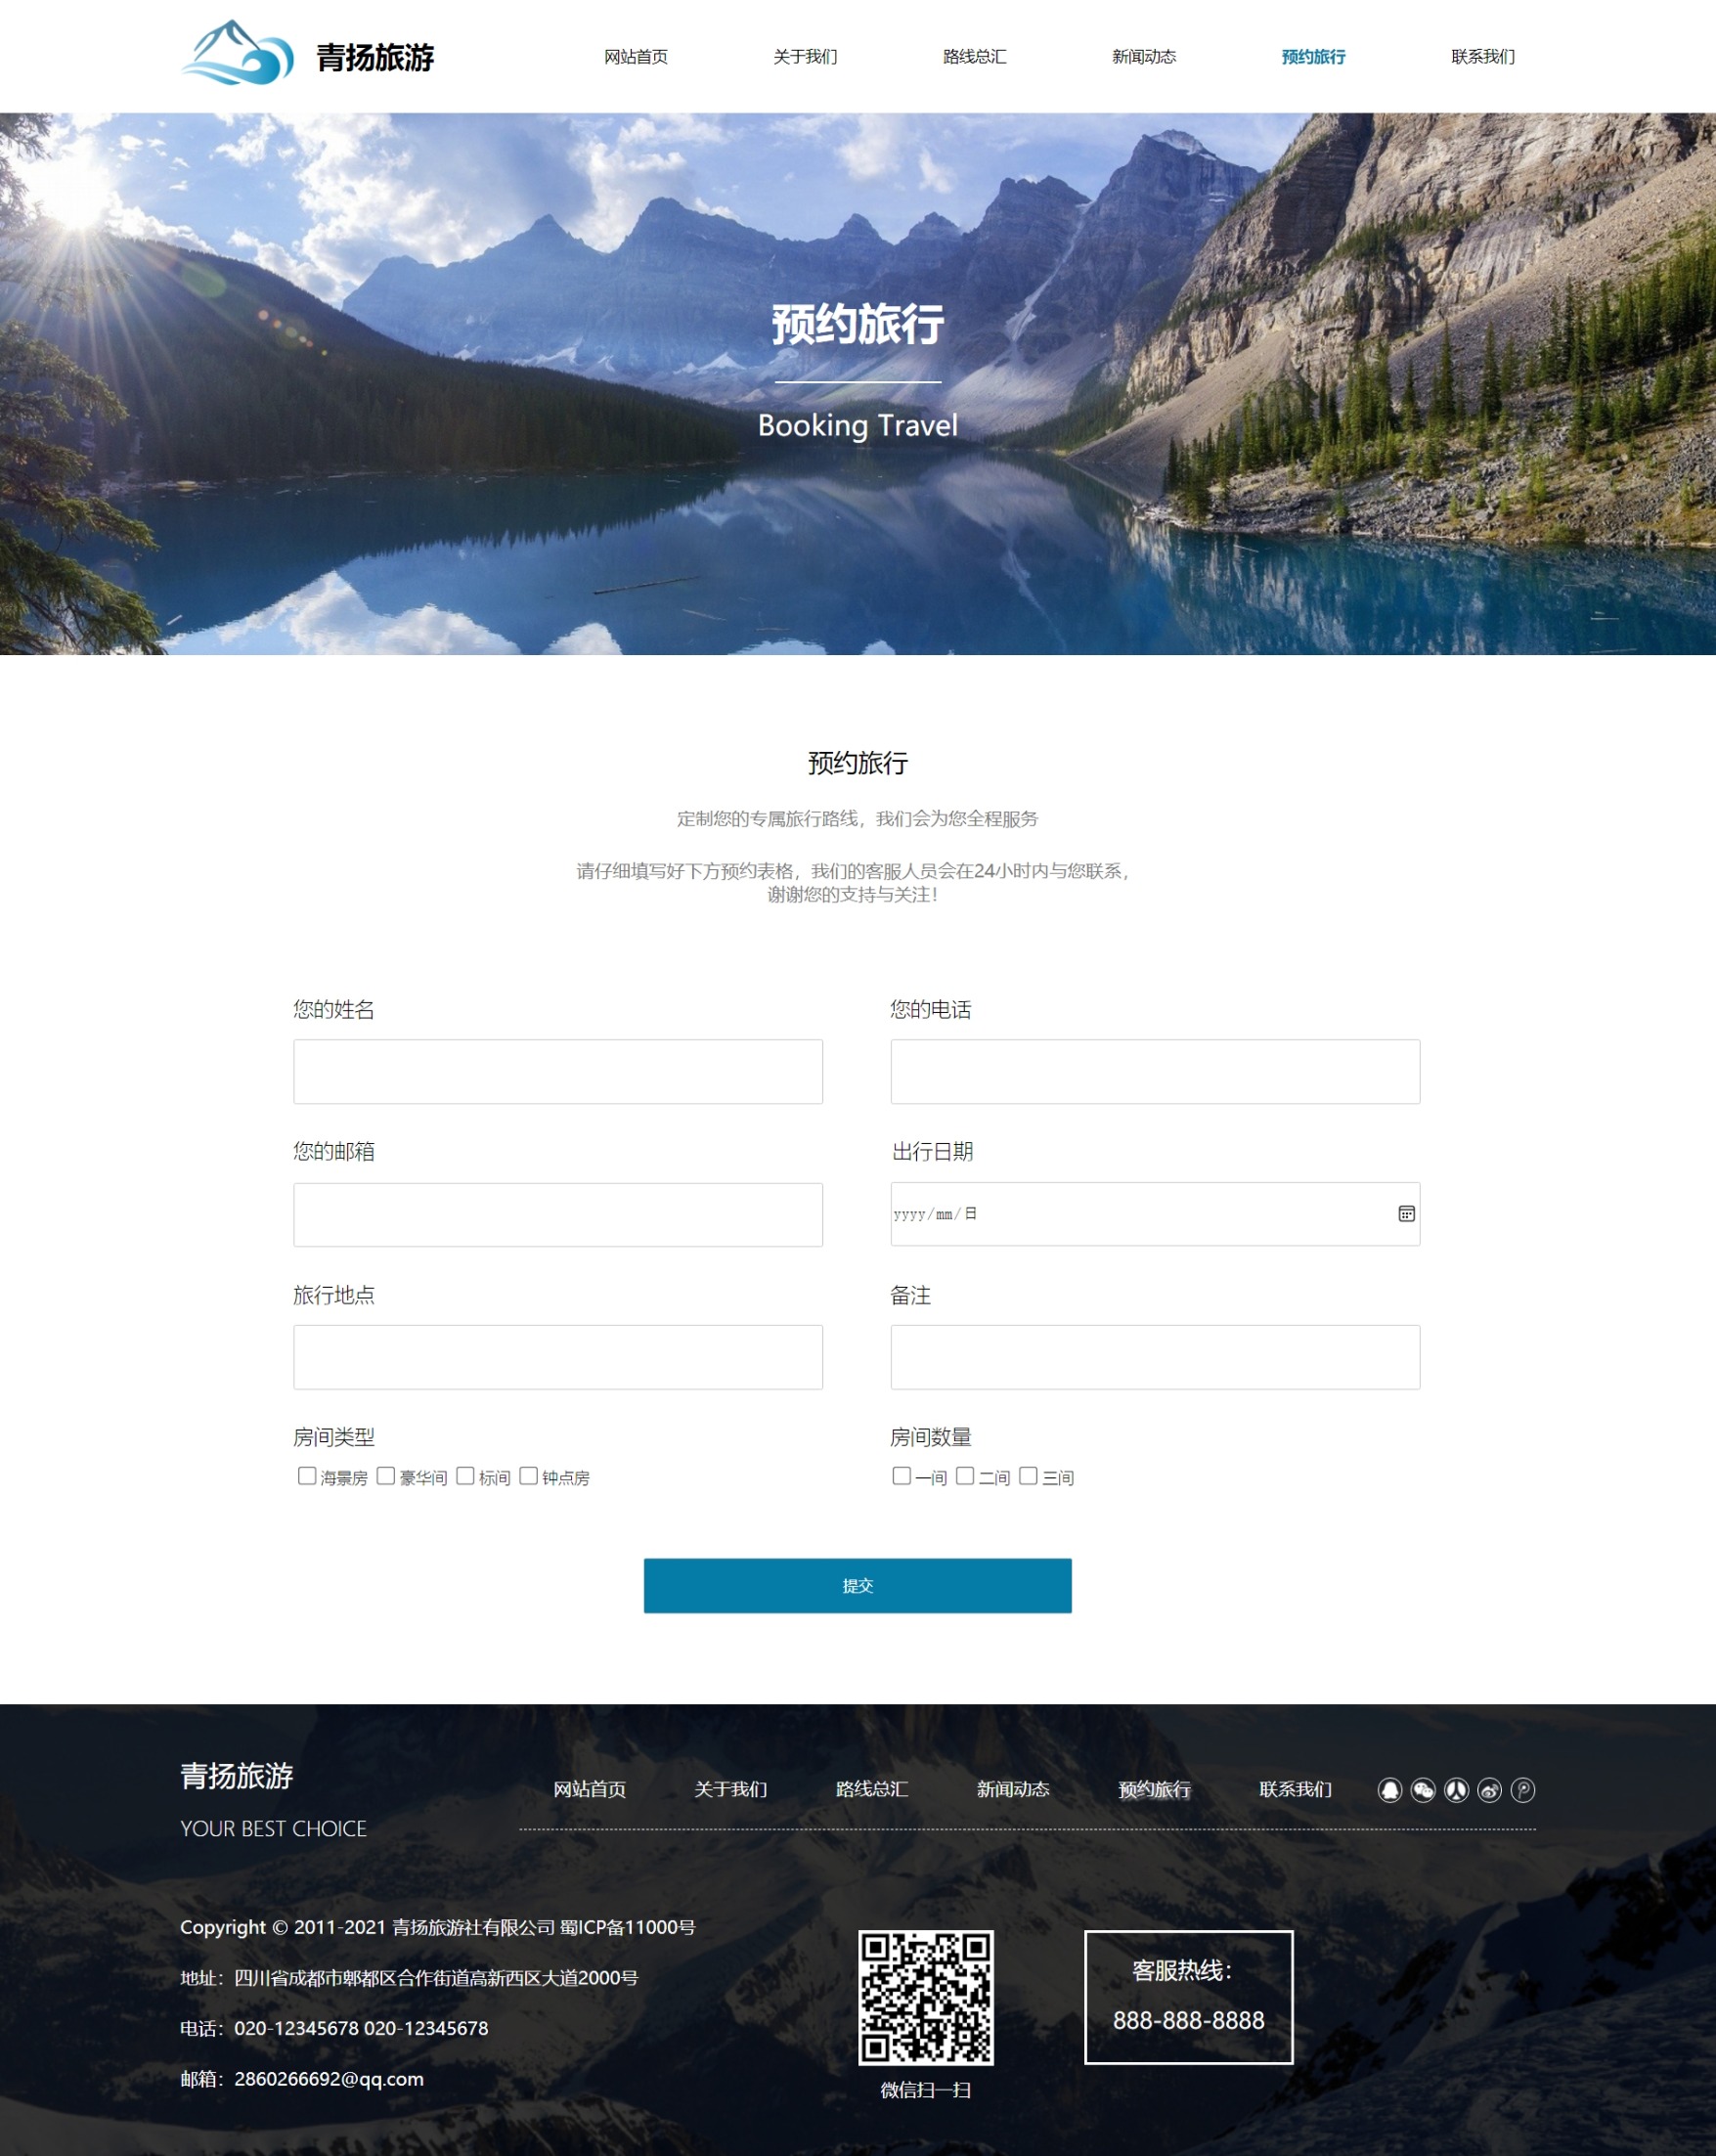 青扬旅游
网站首页 关于我们 路线总汇 新闻动态 预约旅行 联系我们
预约旅行
Booking Travel
预约旅行
定制您的专属旅行路线，我们会为您全程服务
请仔细填写好下方预约表格，我们的客服人员会在24小时内与您联系，
谢谢您的支持与关注！
您的姓名 您的电话
您的邮箱 出行日期
yyyy/mm/日
旅行地点 备注
房间类型 房间数量
海景房 豪华间 标间 钟点房 一间 二间 三间
提交
青扬旅游
网站首页 关于我们 路线总汇 新闻动态 预约旅行 联系我们
YOUR BEST CHOICE
Copyright © 2011-2021 青扬旅游社有限公司 蜀ICP备11000号
地址：四川省成都市郫都区合作街道高新西区大道2000号
电话：020-12345678 020-12345678
邮箱：2860266692@qq.com
微信扫一扫
客服热线：
888-888-8888